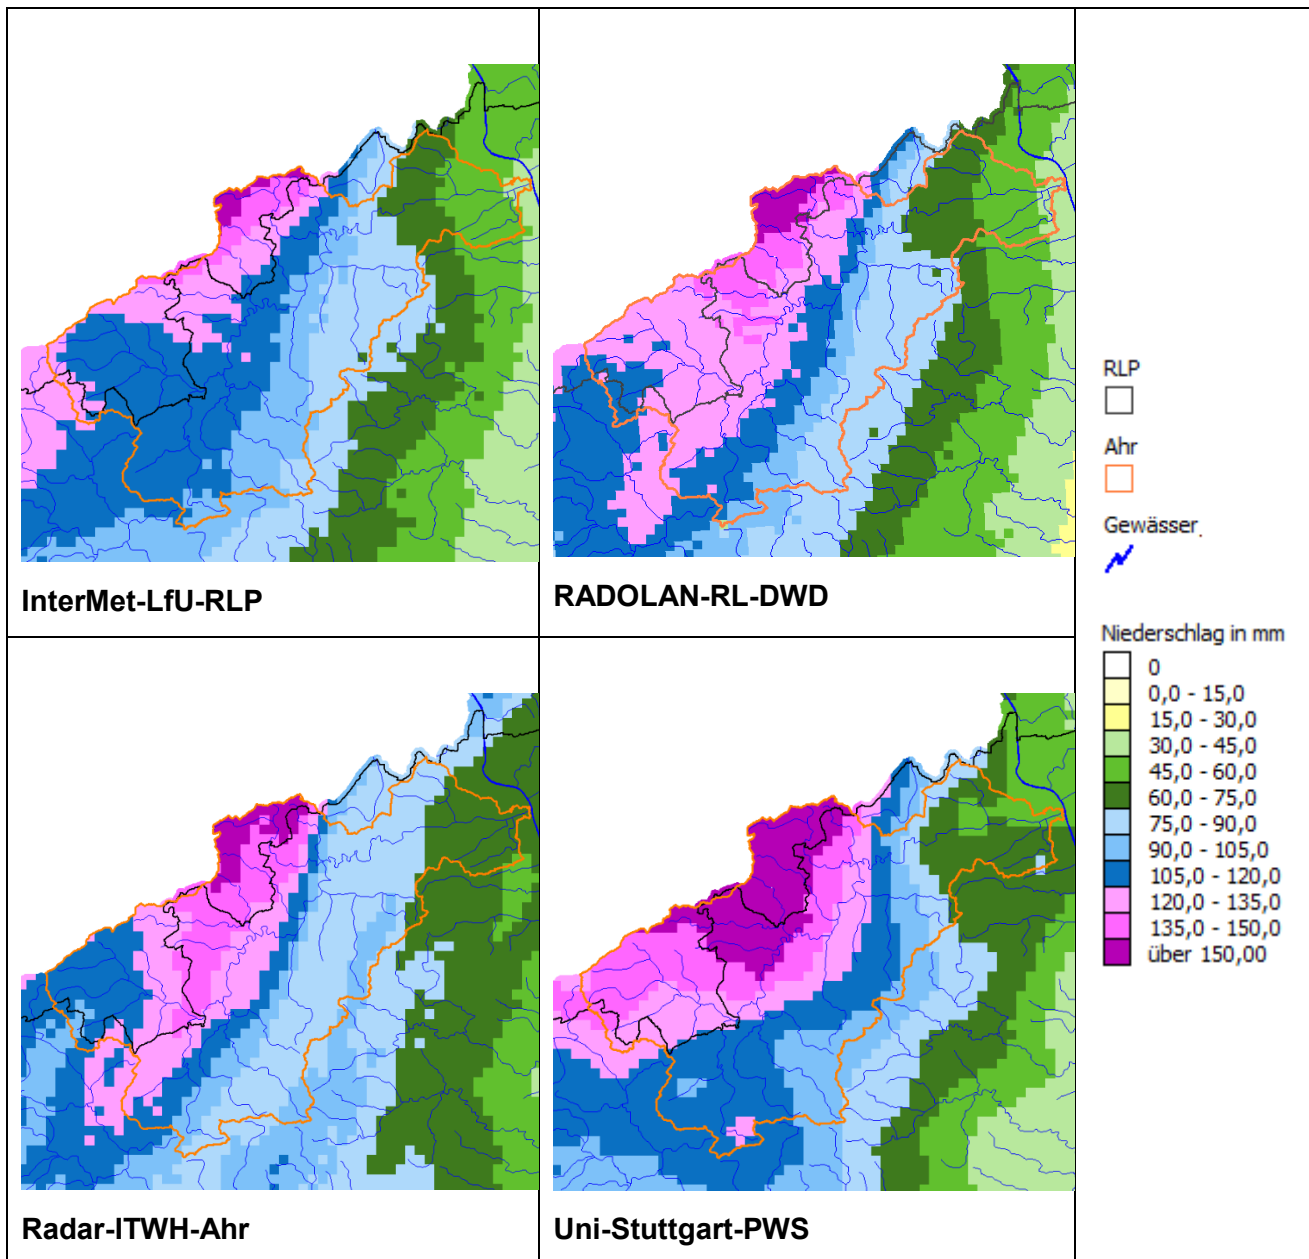 InterMet-LfU-RLP
RADOLAN-RL-DWD
Radar-ITWH-Ahr
Uni-Stuttgart-PWS
RLP
Ahr
Gewässer.
Niederschlag in mm
0
0,0 - 15,0
15,0 - 30,0
30,0 - 45,0
45,0 - 60,0
60,0 - 75,0
75,0 - 90,0
90,0 - 105,0
105,0 - 120,0
120,0 - 135,0
135,0 - 150,0
über 150,00